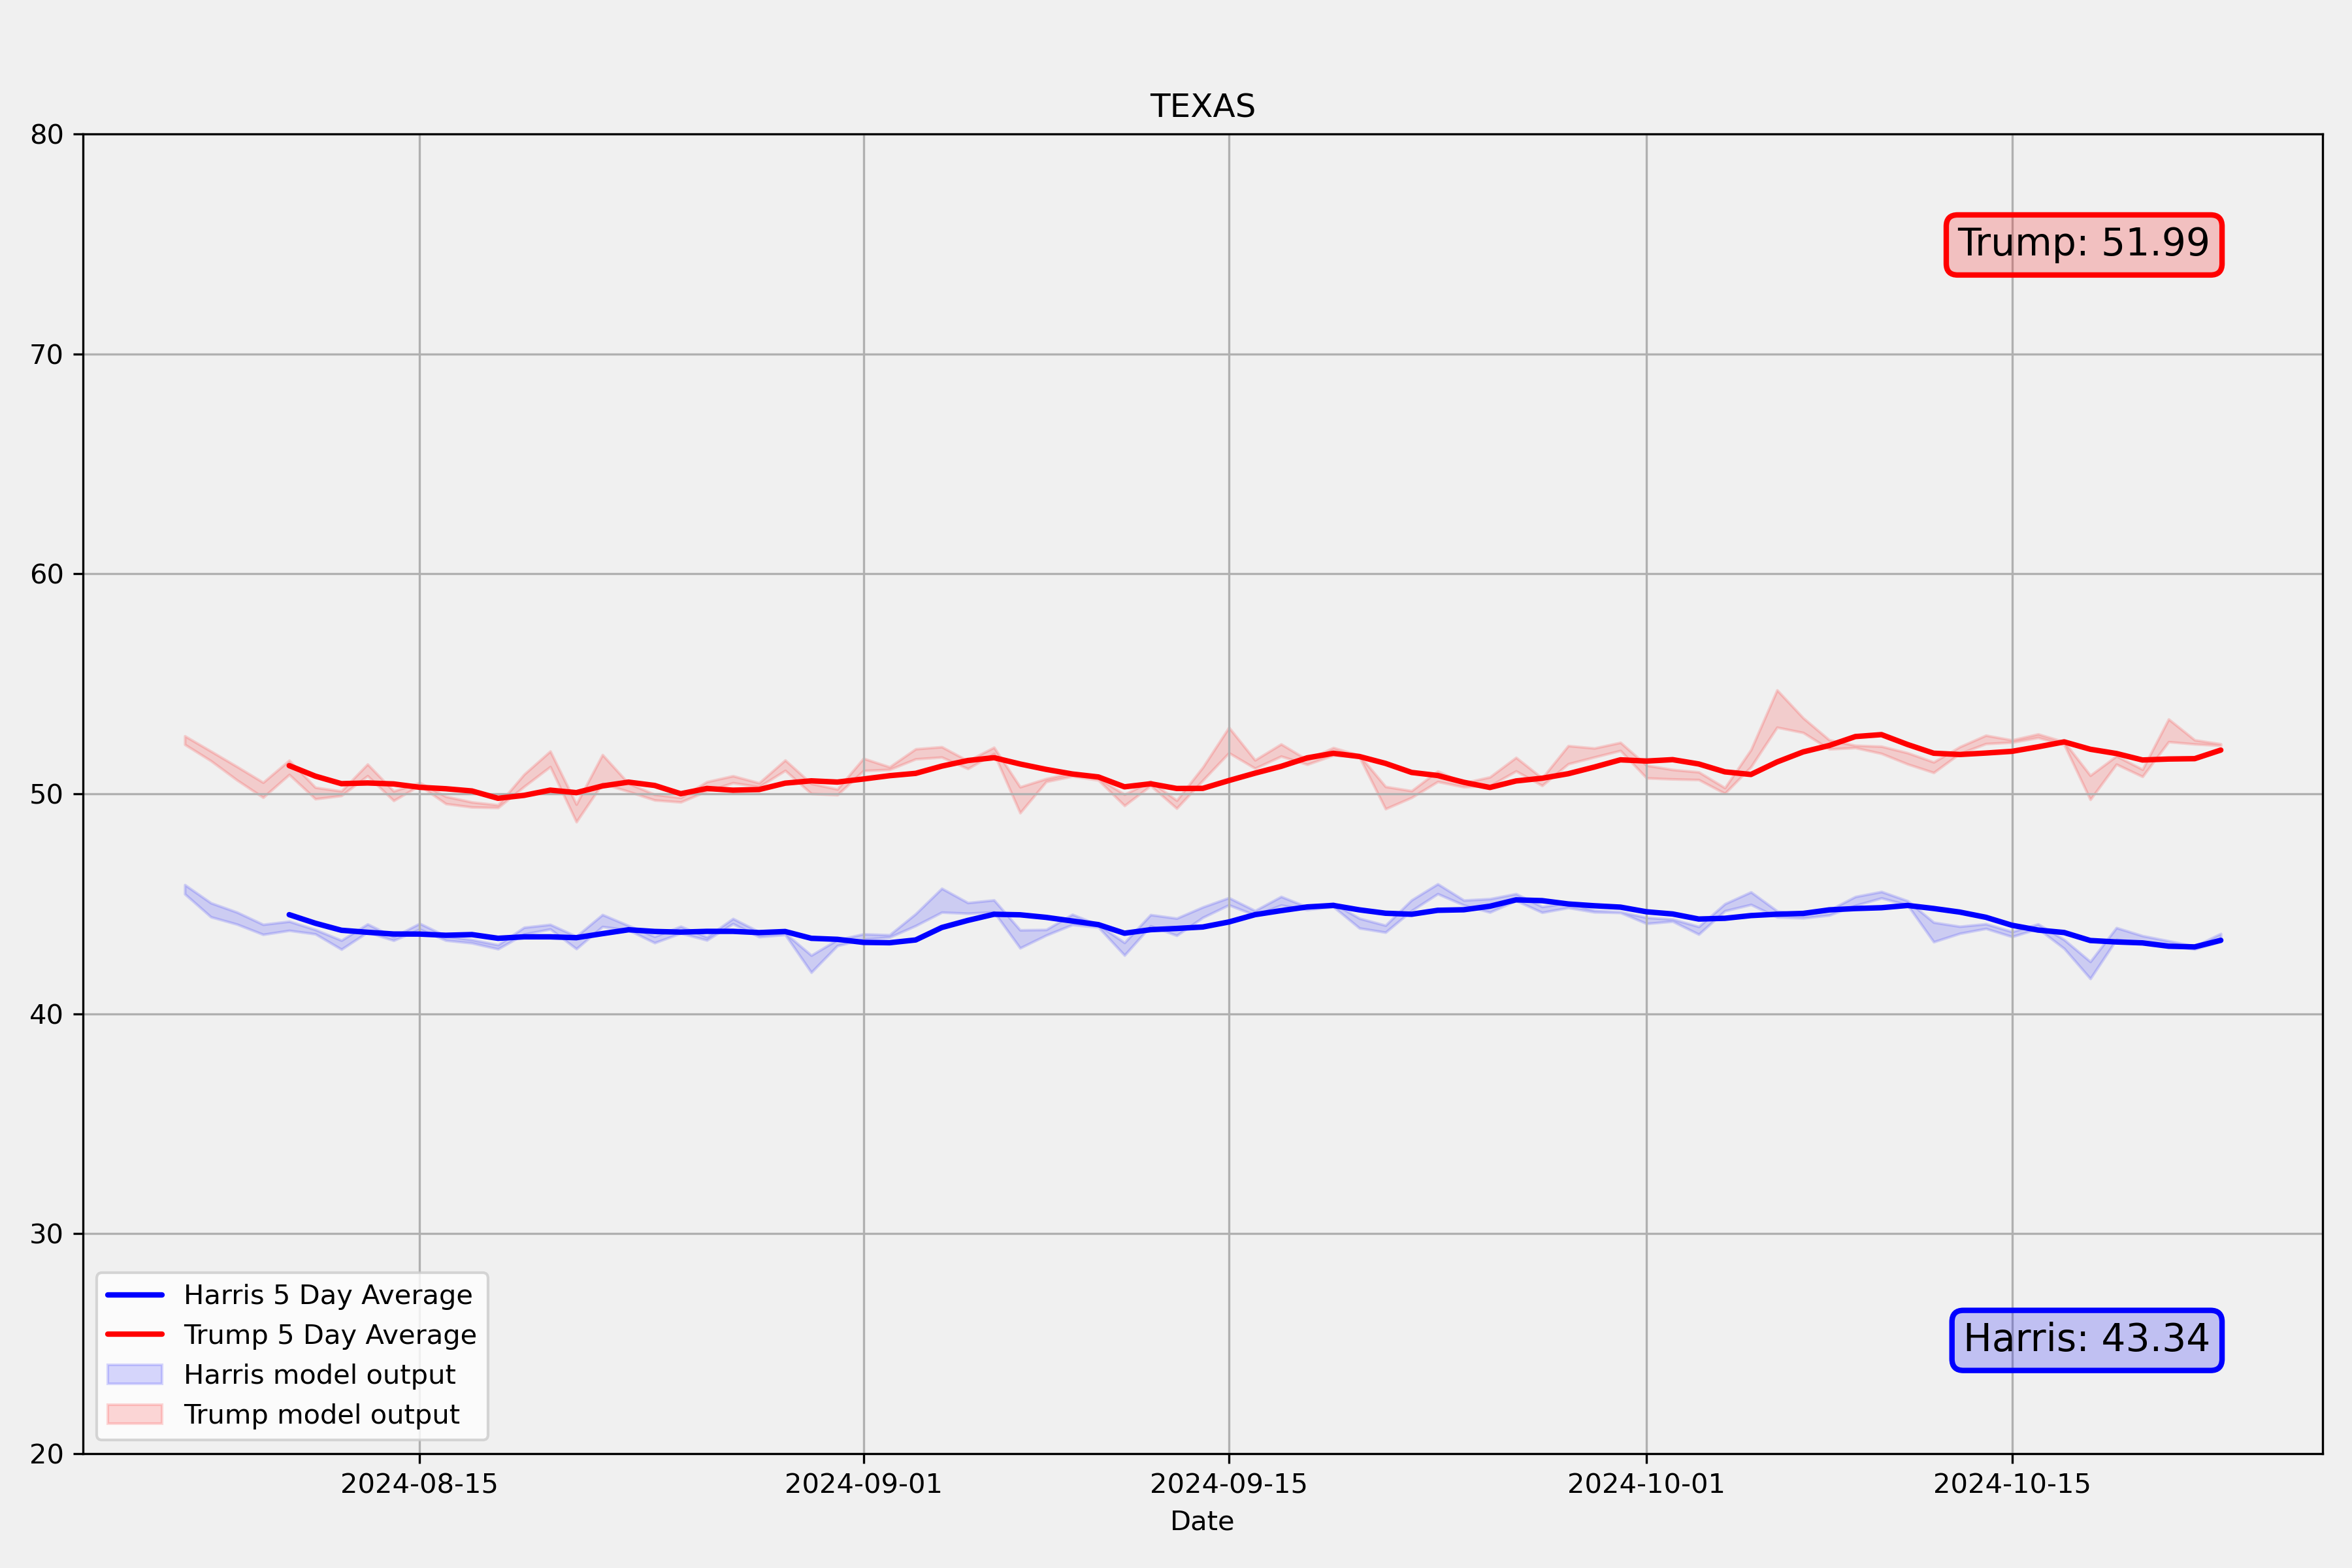 TEXAS
80
70
60
50
40
30
20
Trump: 51.99
Harris: 43.34
Harris 5 Day Average
Trump 5 Day Average
Harris model output
Trump model output
2024-08-15
2024-09-01
2024-09-15
2024-10-01
2024-10-15
Date